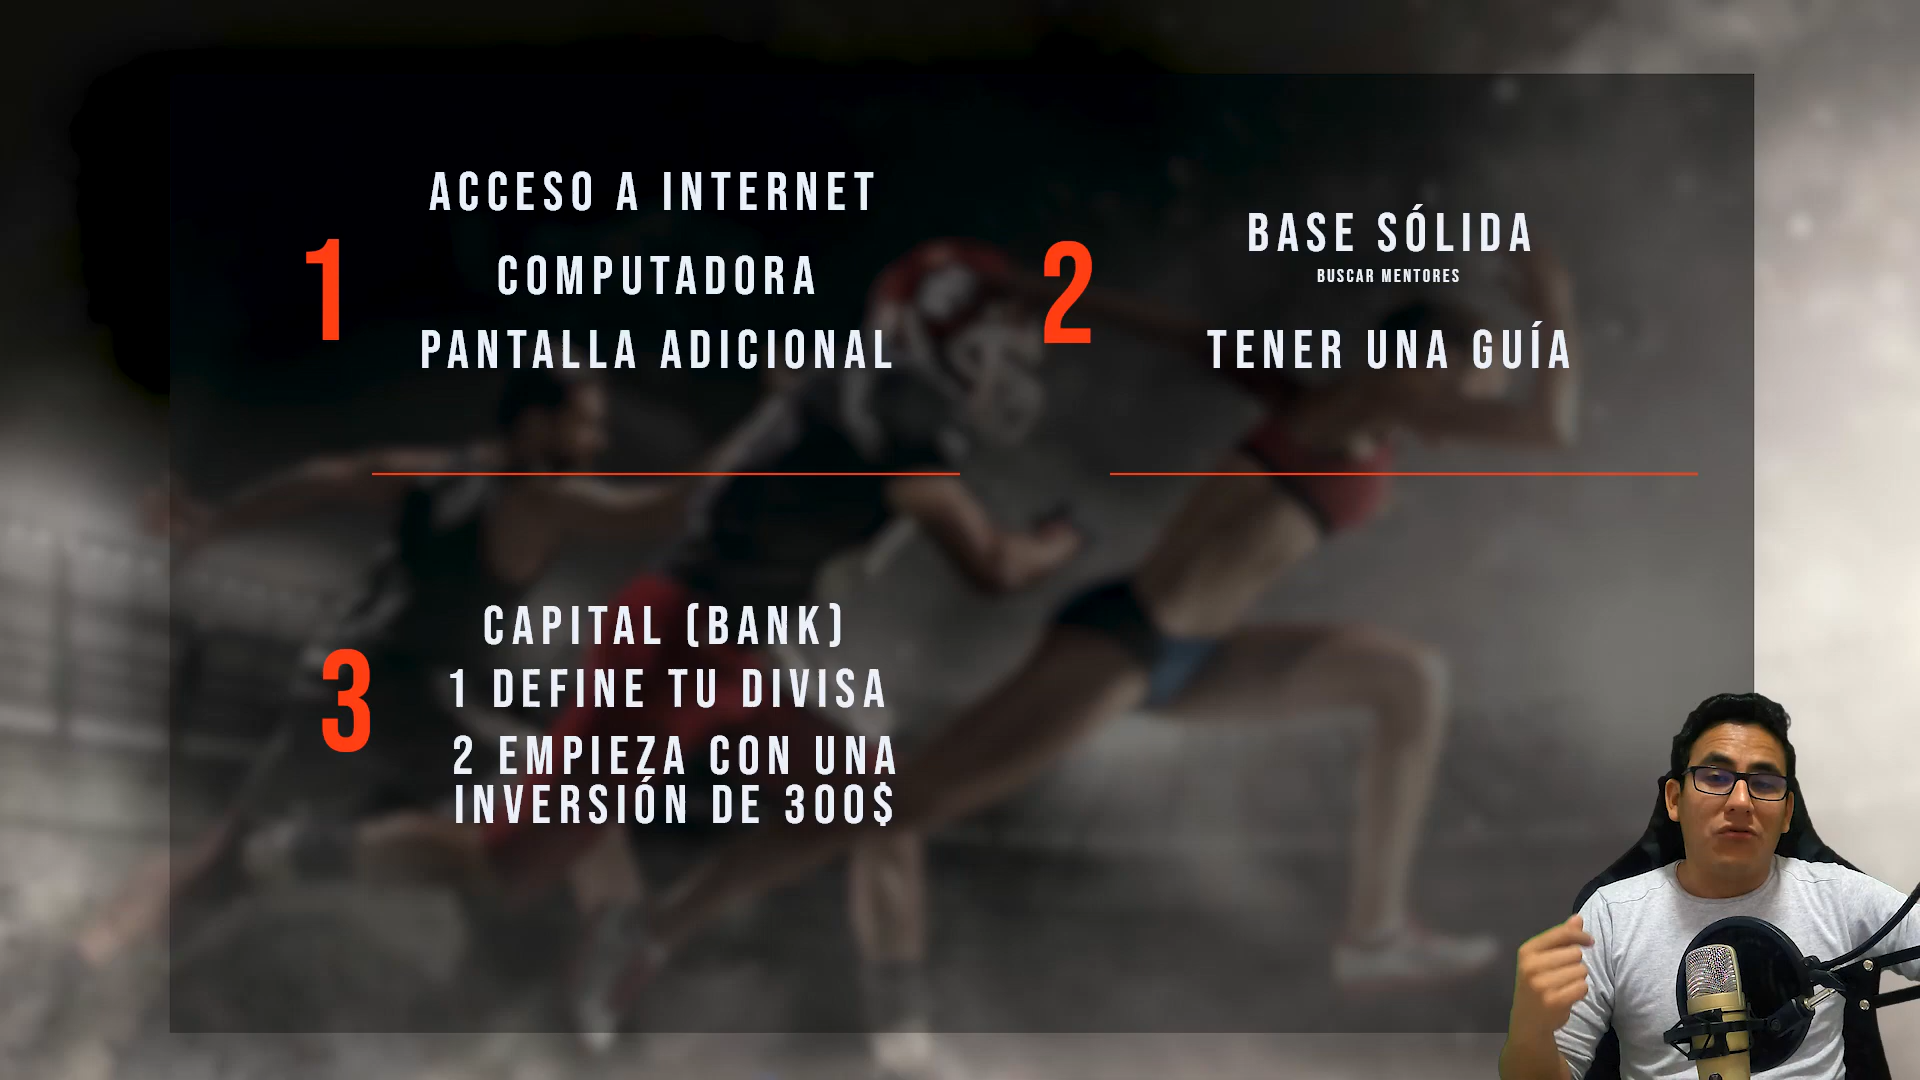 1
ACCESO A INTERNET
COMPUTADORA
PANTALLA ADICIONAL
2
BASE SÓLIDA
BUSCAR MENTORES
TENER UNA GUÍA
3
CAPITAL (BANK)
1 DEFINE TU DIVISA
2 EMPIEZA CON UNA
INVERSIÓN DE 300$